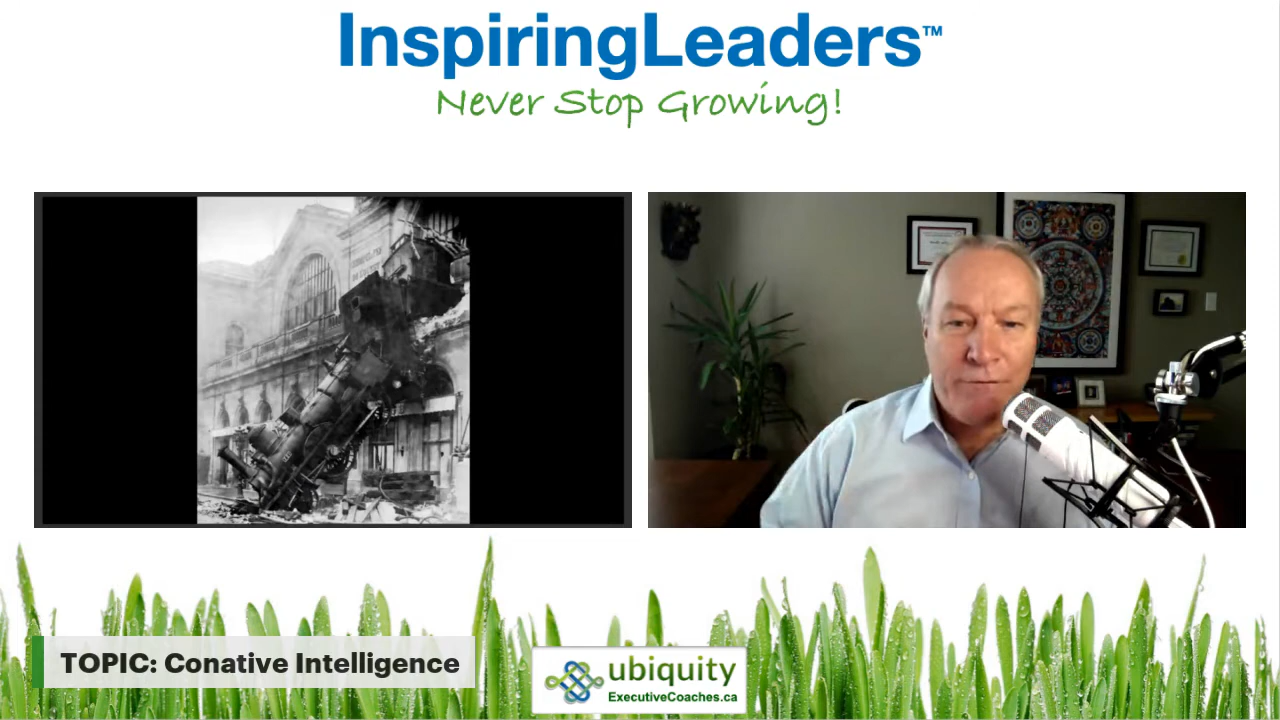 InspiringLeaders™
Never Stop Growing!
TOPIC: Conative Intelligence
ubiquity
ExecutiveCoaches.ca